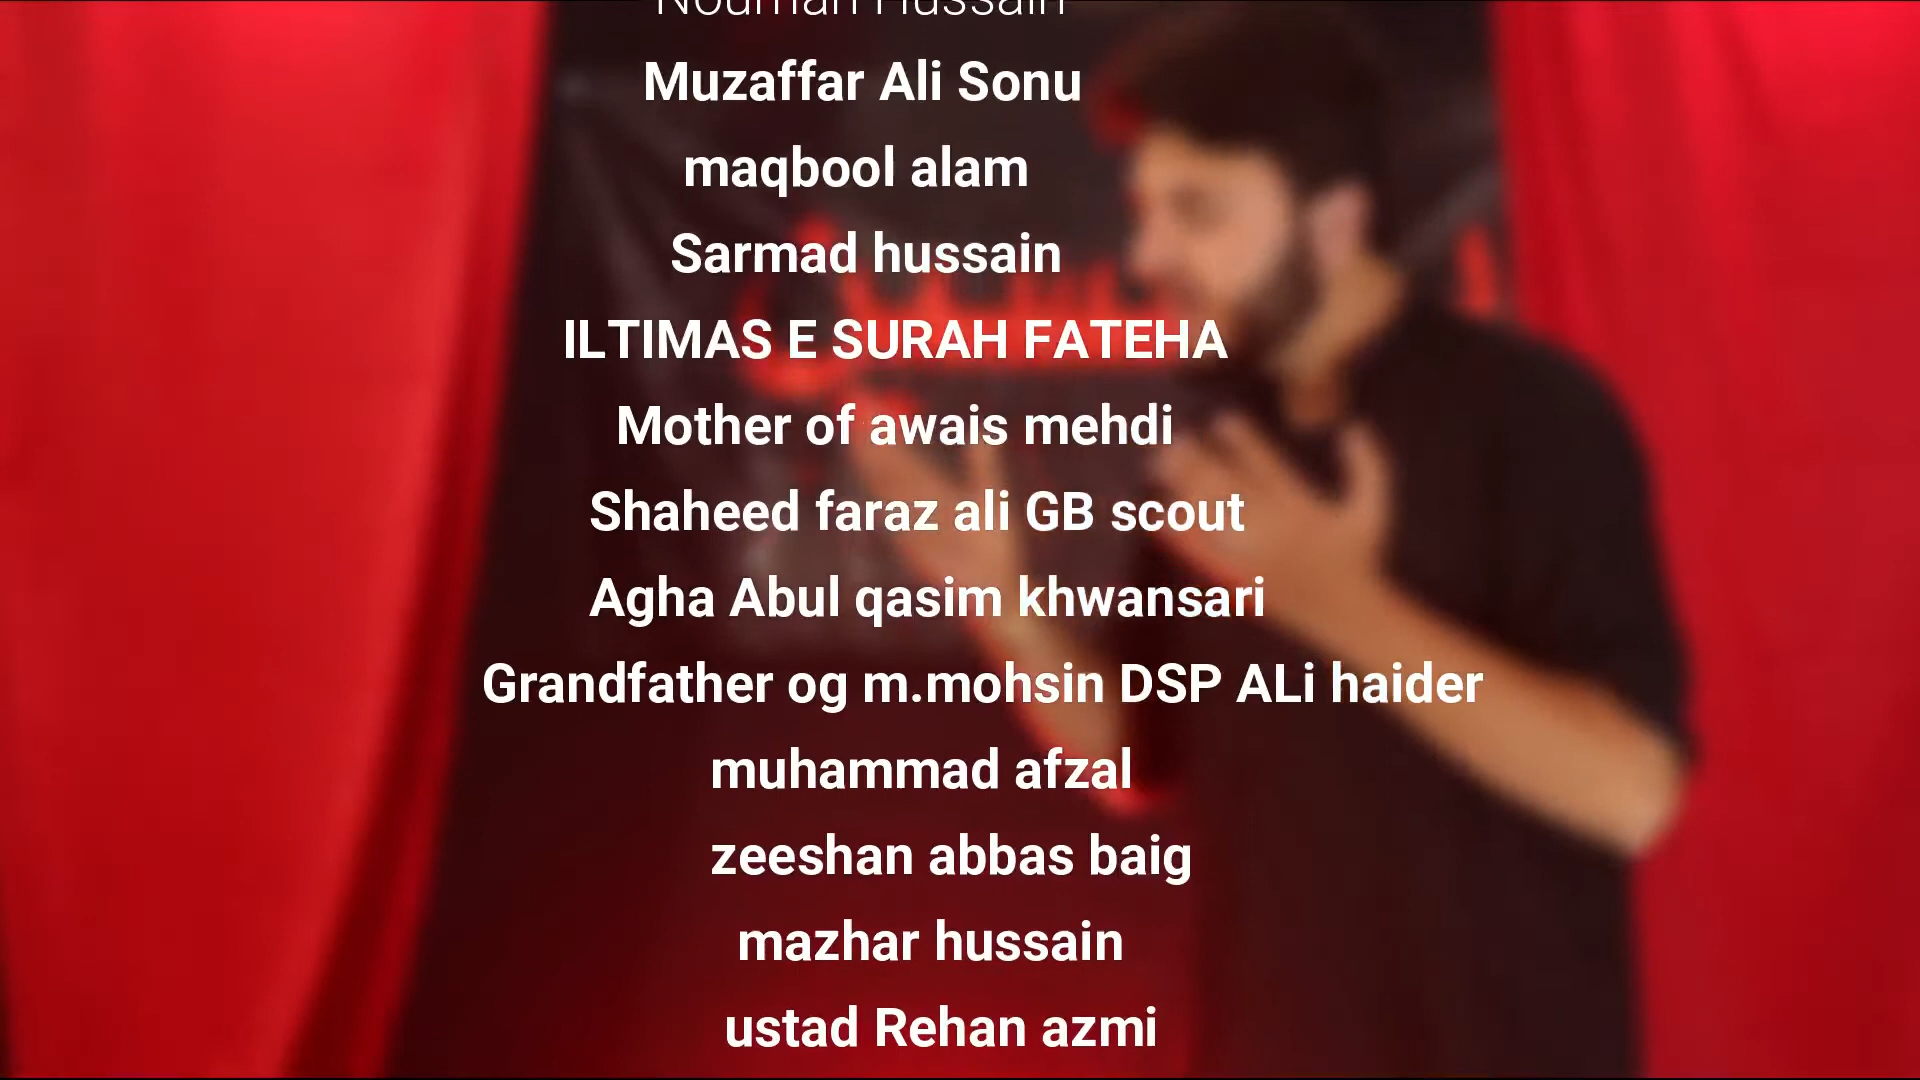 Nouman Hussain
Muzaffar Ali Sonu
maqbool alam
Sarmad hussain
ILTIMAS E SURAH FATEHA
Mother of awais mehdi
Shaheed faraz ali GB scout
Agha Abul qasim khwansari
Grandfather og m.mohsin DSP ALi haider
muhammad afzal
zeeshan abbas baig
mazhar hussain
ustad Rehan azmi